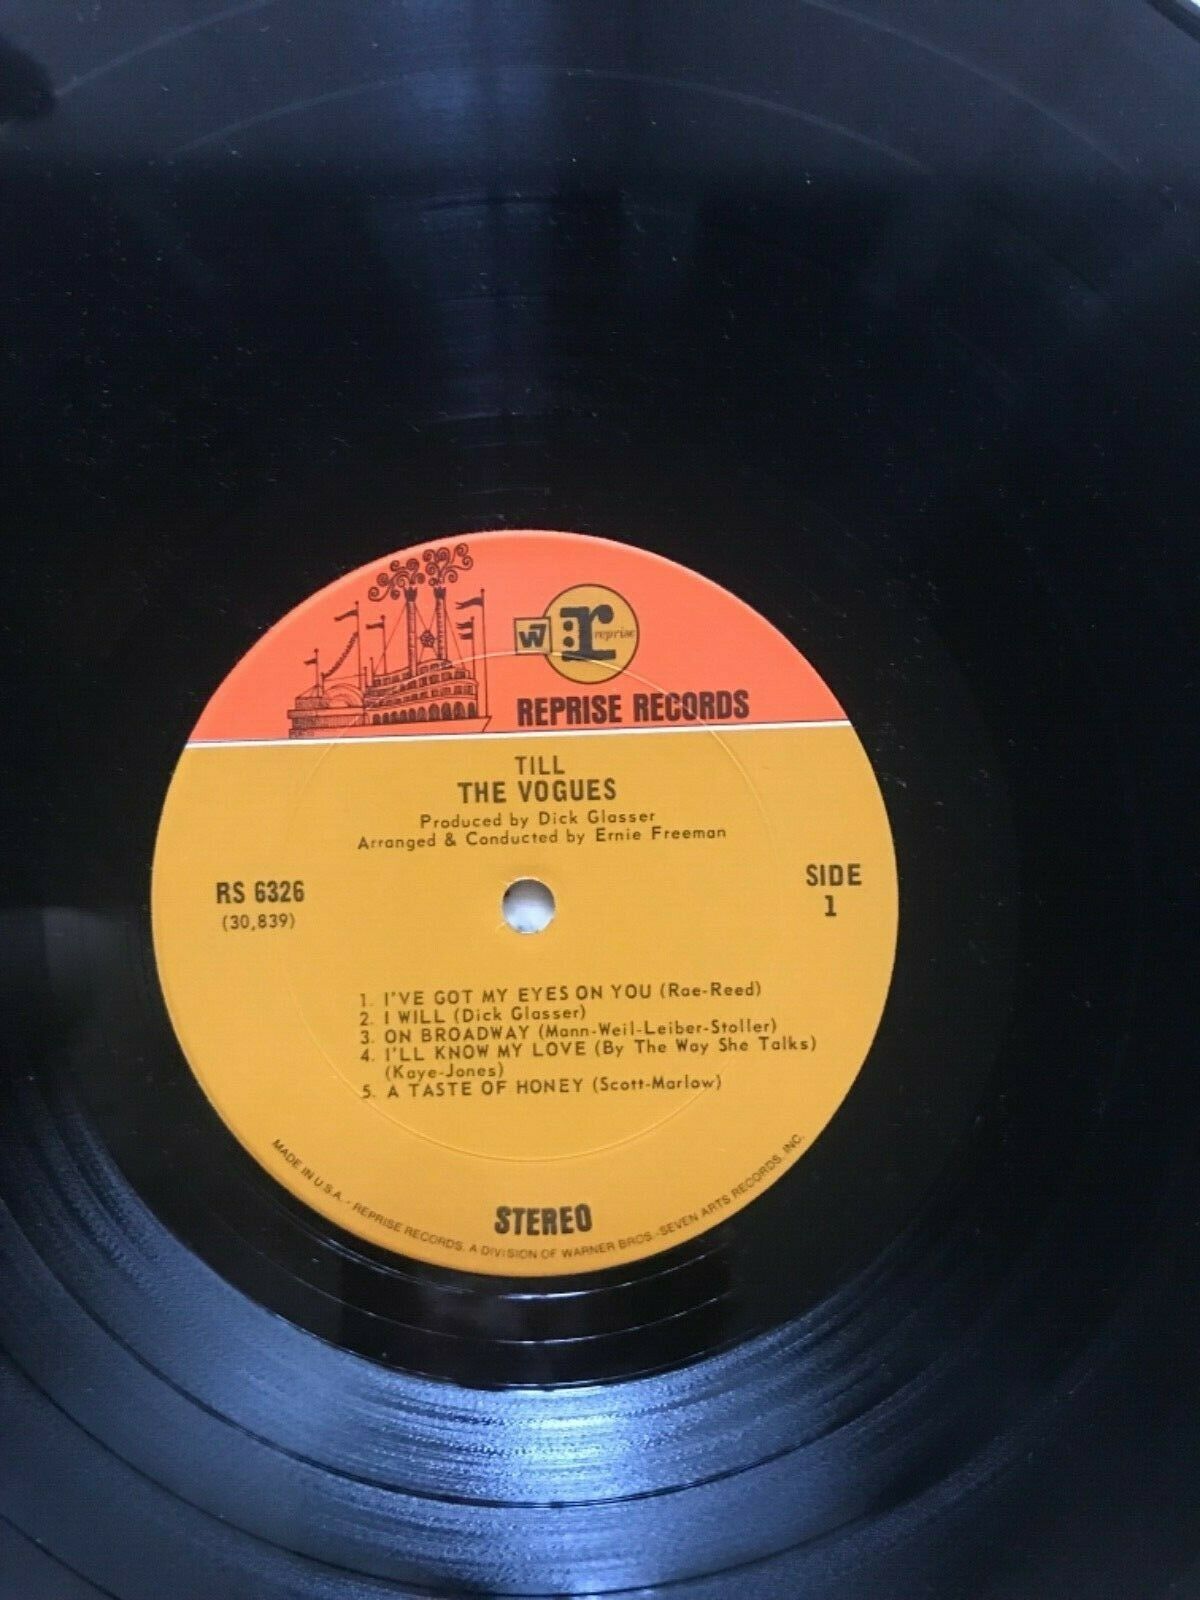 W7 r reprise
REPRISE RECORDS
TILL
THE VOGUES
Produced by Dick Glasser
Arranged & Conducted by Ernie Freeman
RS 6326
(30,839)
SIDE
1
1. I'VE GOT MY EYES ON YOU (Rae-Reed)
2. I WILL (Dick Glasser)
3. ON BROADWAY (Mann-Weil-Leiber-Stoller)
4. I'LL KNOW MY LOVE (By The Way She Talks)
(Kaye-Jones)
5. A TASTE OF HONEY (Scott-Marlow)
STEREO
MADE IN U.S.A. - REPRISE RECORDS, A DIVISION OF WARNER BROS.-SEVEN ARTS RECORDS, INC.